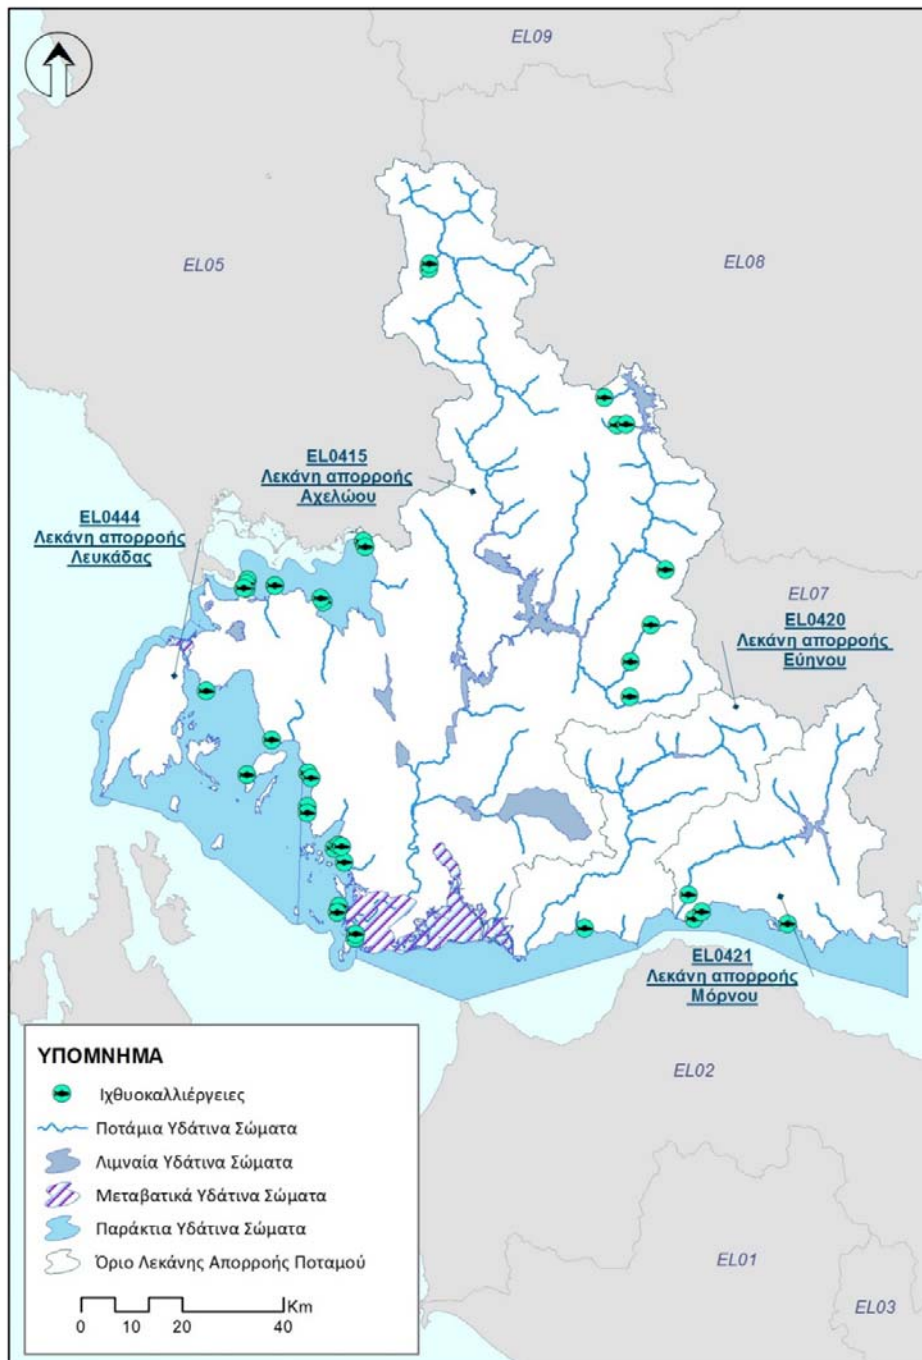 EL09
EL05
EL08
EL0415
Λεκάνη απορροής
Αχελώου
EL0444
Λεκάνη απορροής
Λευκάδας
EL07
EL0420
Λεκάνη απορροής
Εύηνου
EL0421
Λεκάνη απορροής
Μόρνου
EL02
EL01
EL03
ΥΠΟΜΝΗΜΑ
Ιχθυοκαλλιέργειες
Ποτάμια Υδάτινα Σώματα
Λιμναία Υδάτινα Σώματα
Μεταβατικά Υδάτινα Σώματα
Παράκτια Υδάτινα Σώματα
Όριο Λεκάνης Απορροής Ποταμού
Km
0 10 20 40